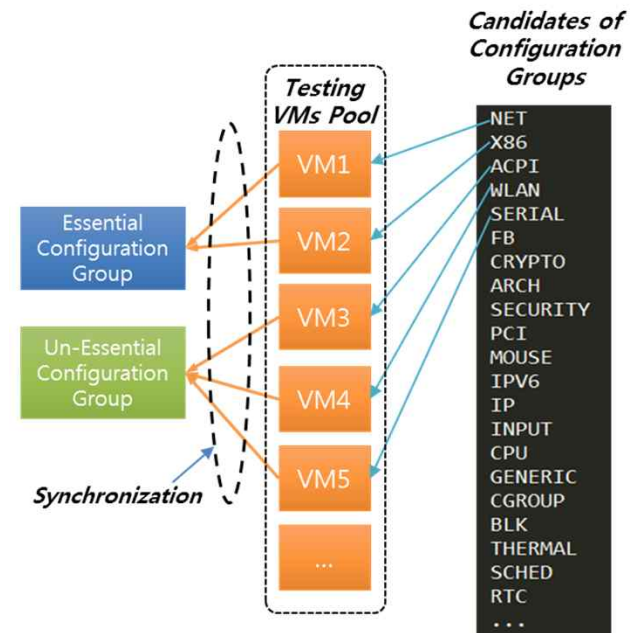 Candidates of
Configuration
Groups
Testing
VMs Pool
VM1
VM2
VM3
VM4
VM5
...
Essential
Configuration
Group
Un-Essential
Configuration
Group
Synchronization
NET
X86
ACPI
WLAN
SERIAL
FB
CRYPTO
ARCH
SECURITY
PCI
MOUSE
IPV6
IP
INPUT
CPU
GENERIC
CGROUP
BLK
THERMAL
SCHED
RTC
...